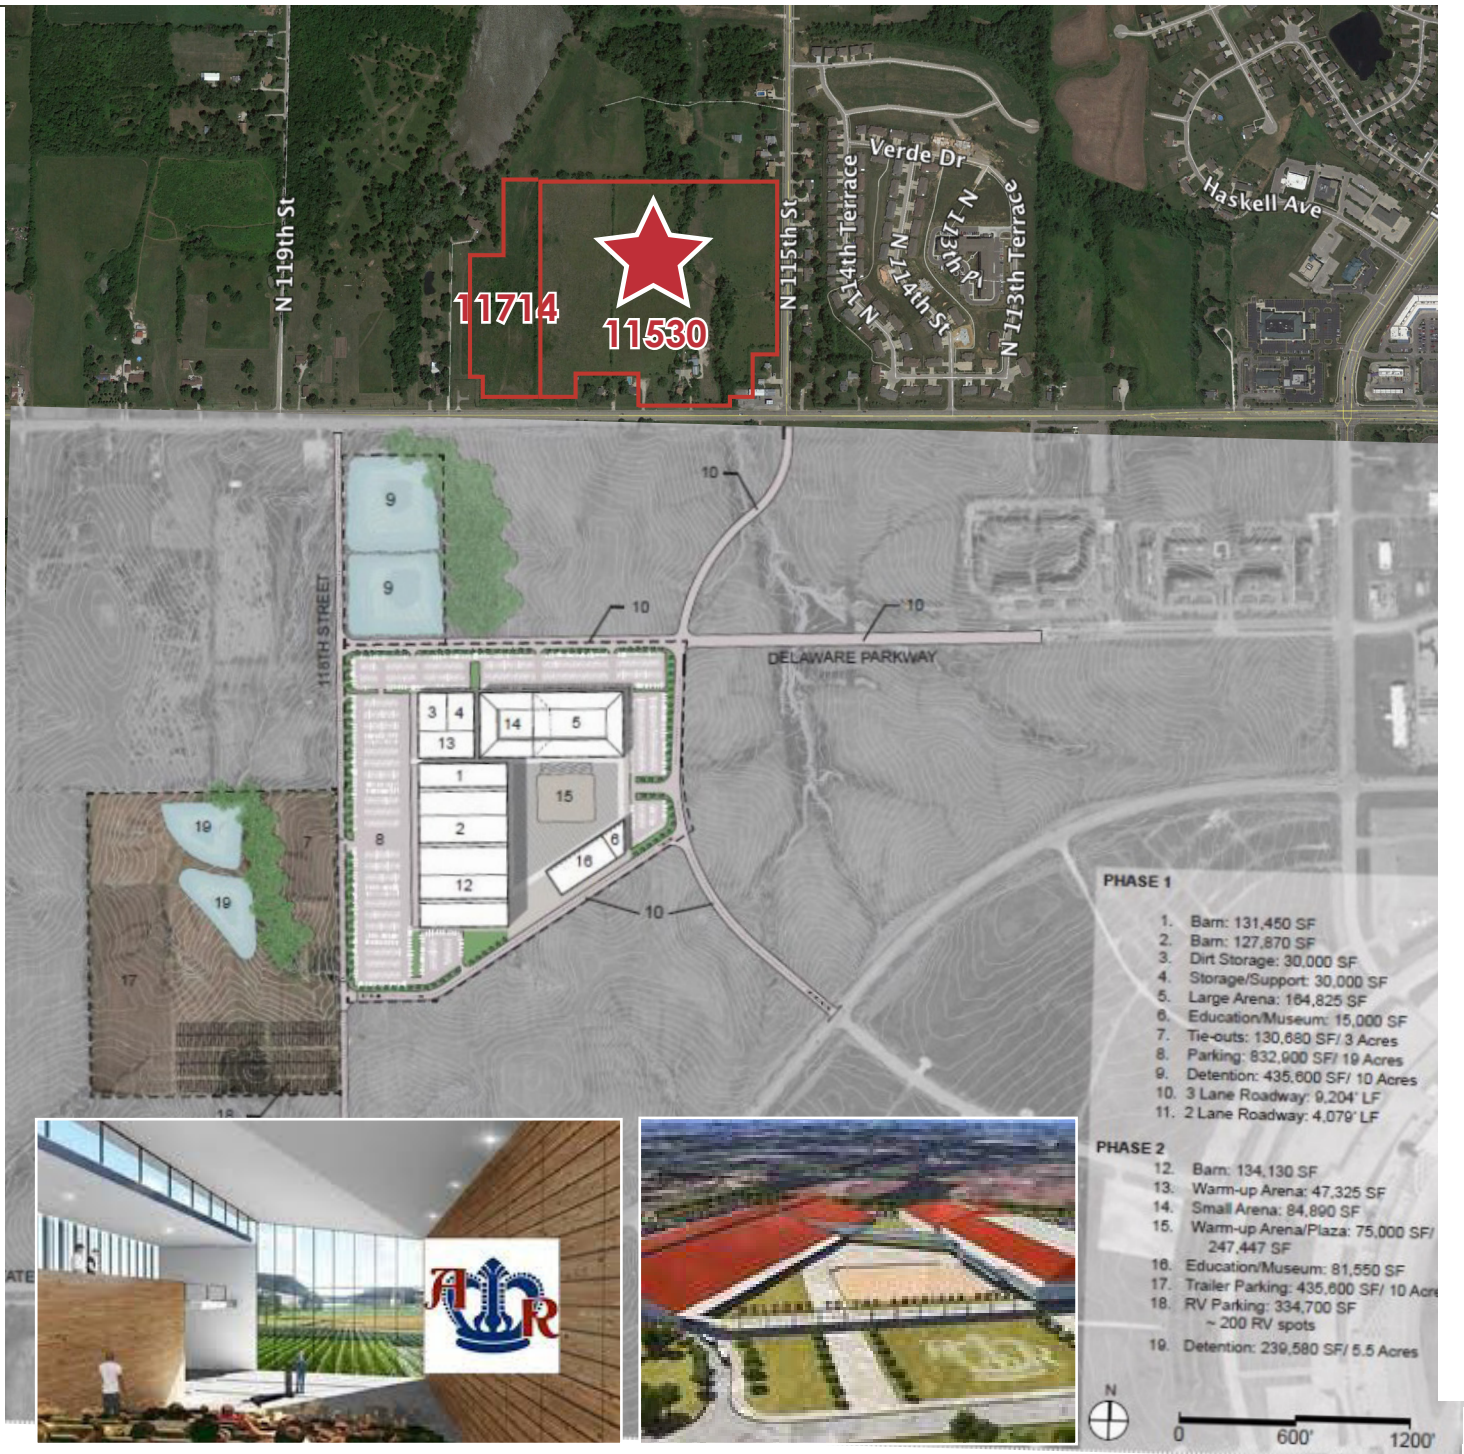 Verde Dr
Haskell Ave
N 119th St
N 115th St
N 114th Terrace
N 114th St
N 113th Pl
N 113th Terrace
11714
11530
9
9
10
10
10
118TH STREET
DELAWARE PARKWAY
3
4
14
5
13
1
15
2
8
6
16
12
10
19
7
19
17
18
PHASE 1
1. Barn: 131,450 SF
2. Barn: 127,870 SF
3. Dirt Storage: 30,000 SF
4. Storage/Support: 30,000 SF
5. Large Arena: 164,825 SF
6. Education/Museum: 15,000 SF
7. Tie-outs: 130,680 SF/ 3 Acres
8. Parking: 832,900 SF/ 19 Acres
9. Detention: 435,600 SF/ 10 Acres
10. 3 Lane Roadway: 9,204' LF
11. 2 Lane Roadway: 4,079' LF
PHASE 2
12. Barn: 134,130 SF
13. Warm-up Arena: 47,325 SF
14. Small Arena: 84,890 SF
15. Warm-up Arena/Plaza: 75,000 SF/
247,447 SF
16. Education/Museum: 81,550 SF
17. Trailer Parking: 435,600 SF/ 10 Acre
18. RV Parking: 334,700 SF
~ 200 RV spots
19. Detention: 239,580 SF/ 5.5 Acres
ATE
A R
N
0 600' 1200'